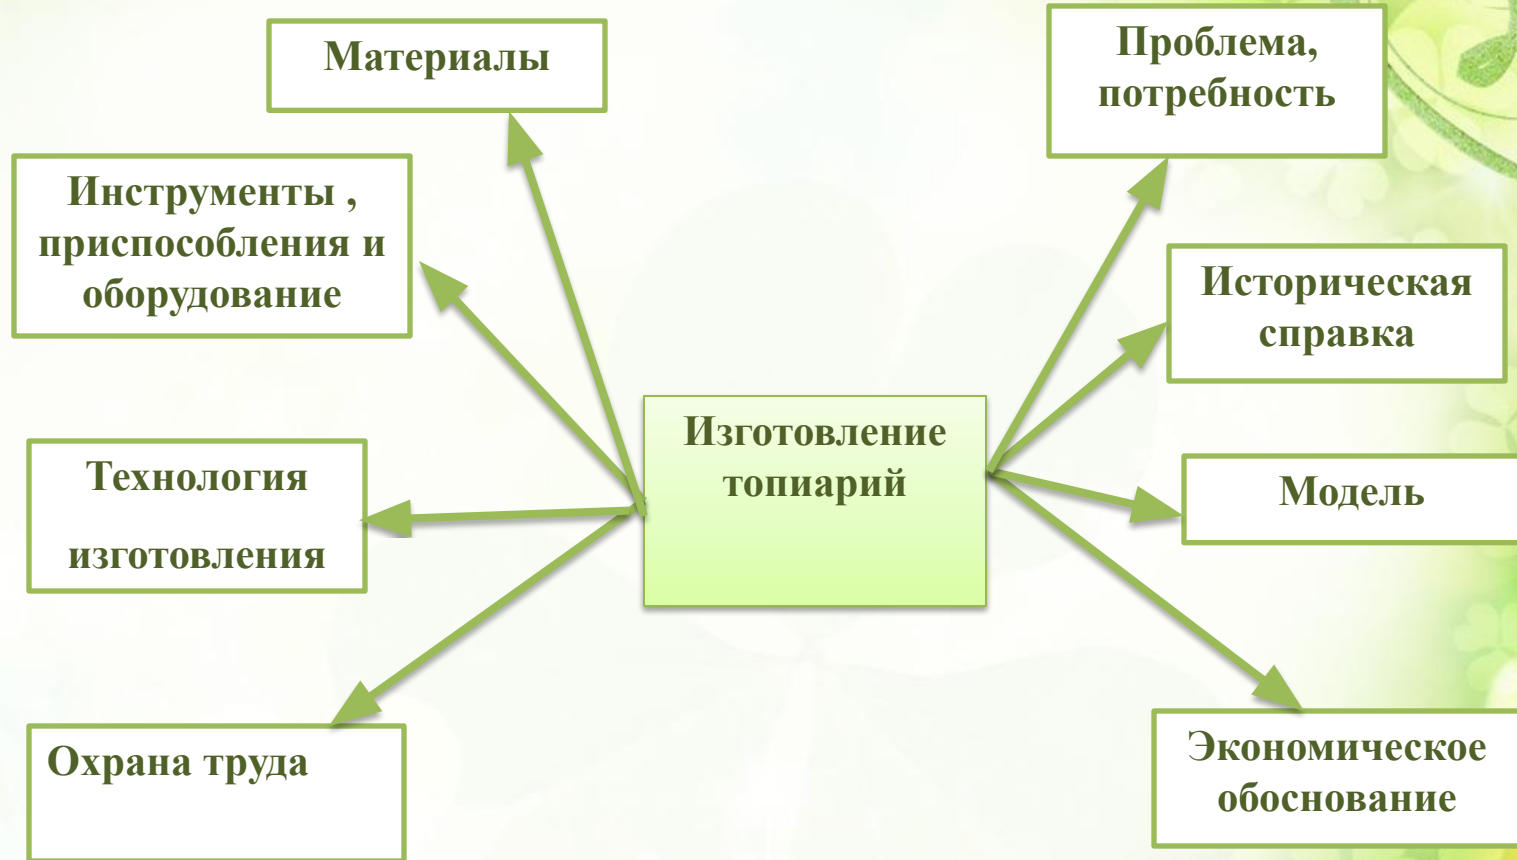 Материалы
Проблема,
потребность
Инструменты ,
приспособления и
оборудование
Историческая
справка
Изготовление
топиарий
Технология
изготовления
Модель
Охрана труда
Экономическое
обоснование